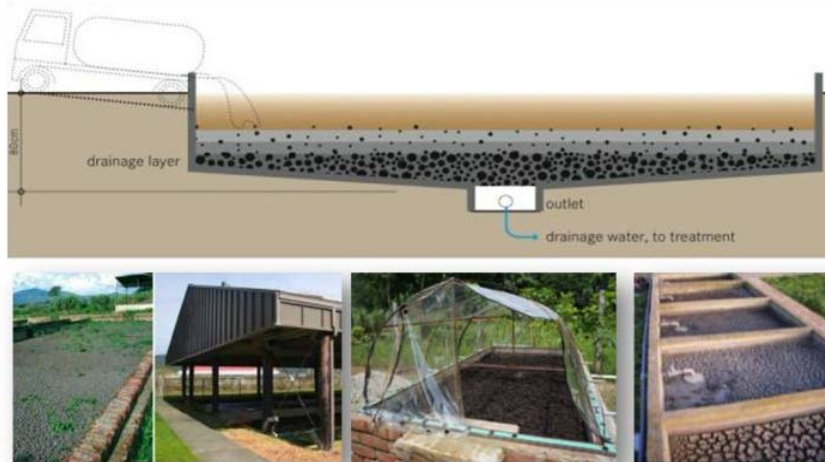 80cm
drainage layer
outlet
drainage water, to treatment